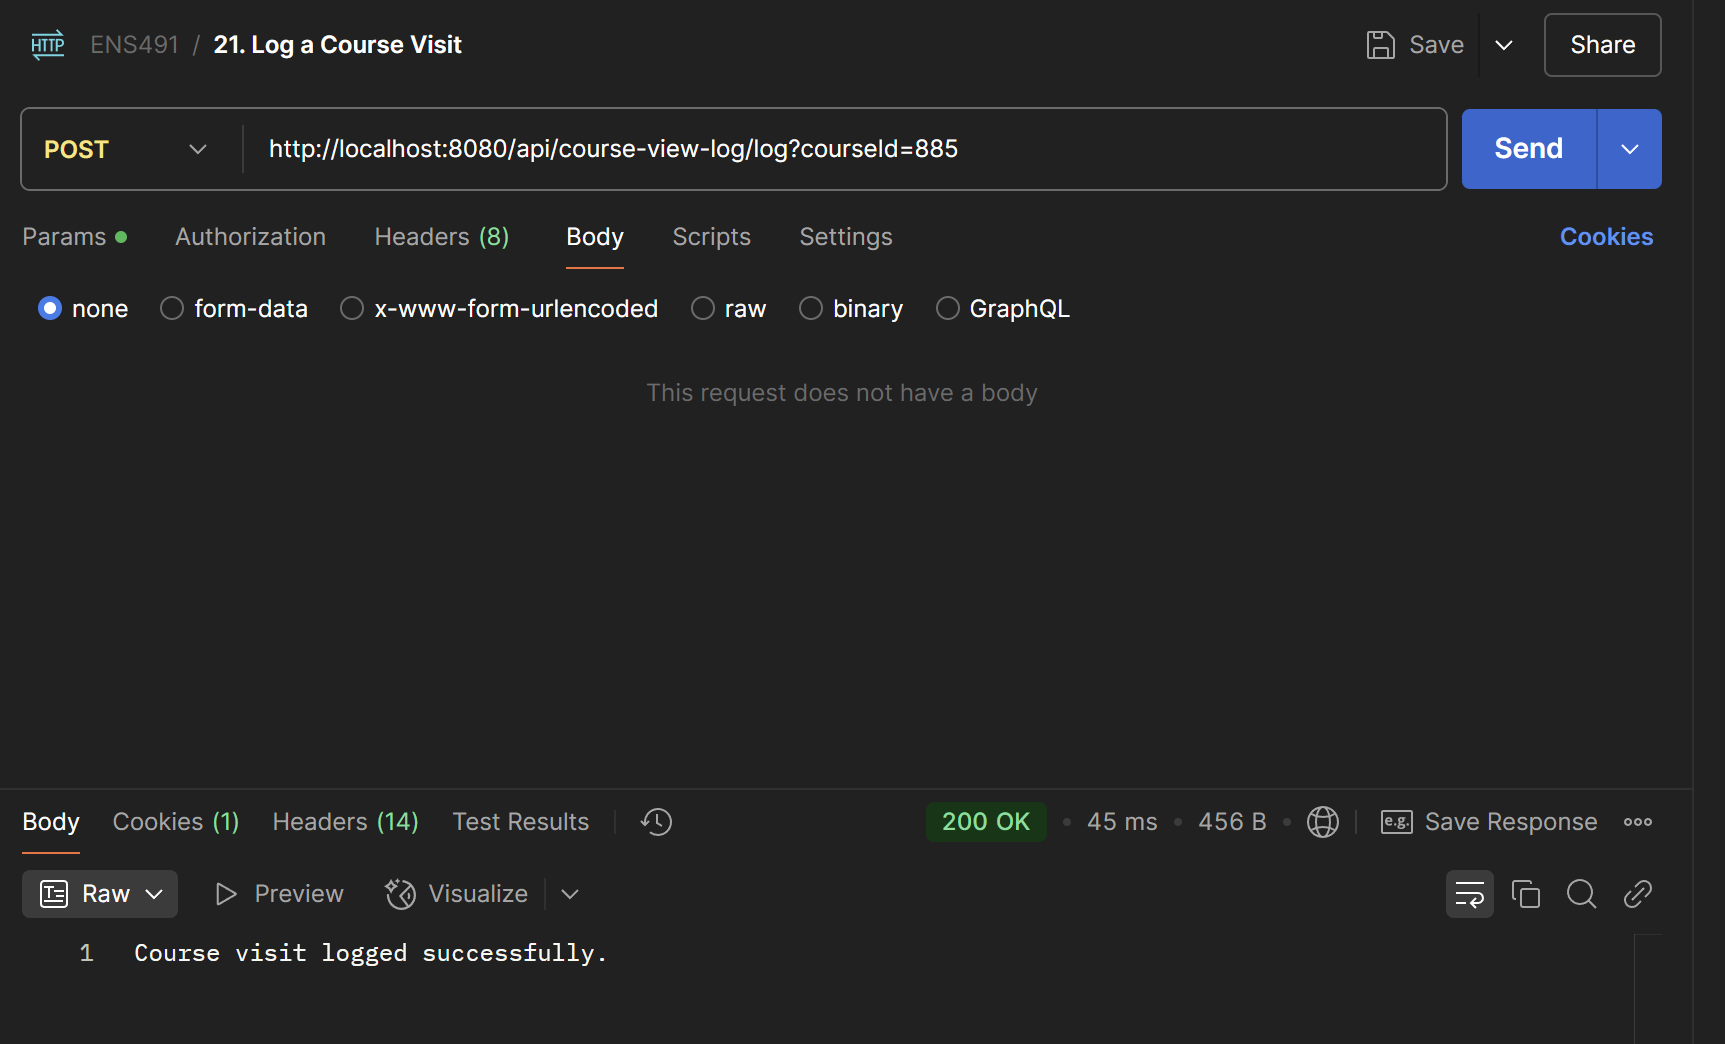 HTTP ENS491 / 21. Log a Course Visit Save Share
POST http://localhost:8080/api/course-view-log/log?courseId=885 Send
Params Authorization Headers (8) Body Scripts Settings Cookies
none form-data x-www-form-urlencoded raw binary GraphQL
This request does not have a body
Body Cookies (1) Headers (14) Test Results 200 OK • 45 ms • 456 B • e.g. Save Response
Raw Preview Visualize
1 Course visit logged successfully.